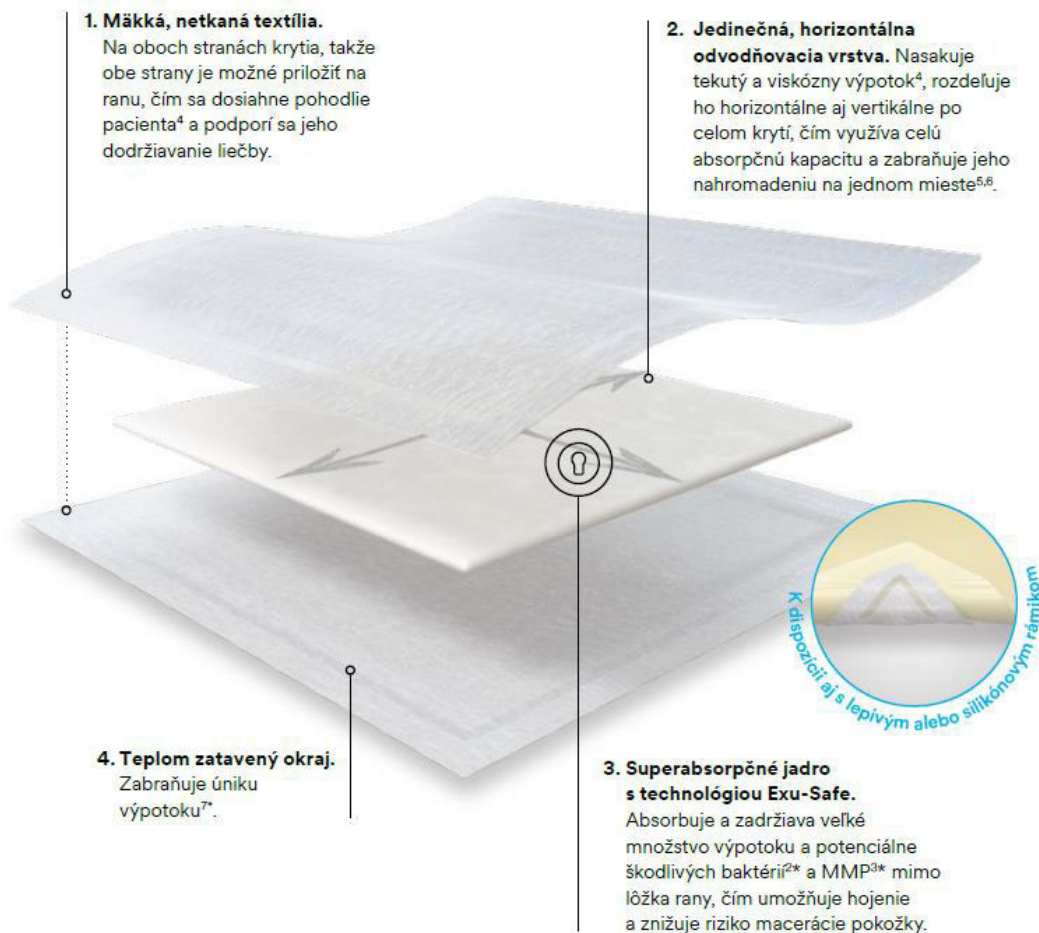 1. Mäkká, netkaná textília.
Na oboch stranách krytia, takže
obe strany je možné priložiť na
ranu, čím sa dosiahne pohodlie
pacienta⁴ a podporí sa jeho
dodržiavanie liečby.
2. Jedinečná, horizontálna
odvodňovacia vrstva. Nasakuje
tekutý a viskózny výpotok⁴, rozdeľuje
ho horizontálne aj vertikálne po
celom krytí, čím využíva celú
absorpčnú kapacitu a zabraňuje jeho
nahromadeniu na jednom mieste⁵,⁶.
K dispozícii aj s lepivým alebo silikónovým rámikom
4. Teplom zatavený okraj.
Zabraňuje úniku
výpotoku⁷*.
3. Superabsorpčné jadro
s technológiou Exu-Safe.
Absorbuje a zadržiava veľké
množstvo výpotoku a potenciálne
škodlivých baktérií²* a MMP³* mimo
lôžka rany, čím umožňuje hojenie
a znižuje riziko macerácie pokožky.